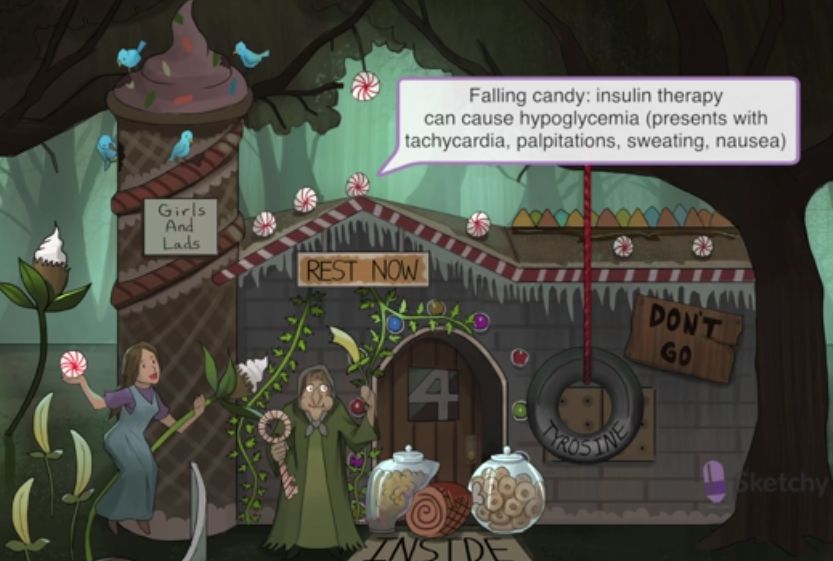 Falling candy: insulin therapy
can cause hypoglycemia (presents with
tachycardia, palpitations, sweating, nausea)
Girls
And
Lads
REST NOW
DON'T
GO
4
TYROSINE
Sketchy
INSIDE